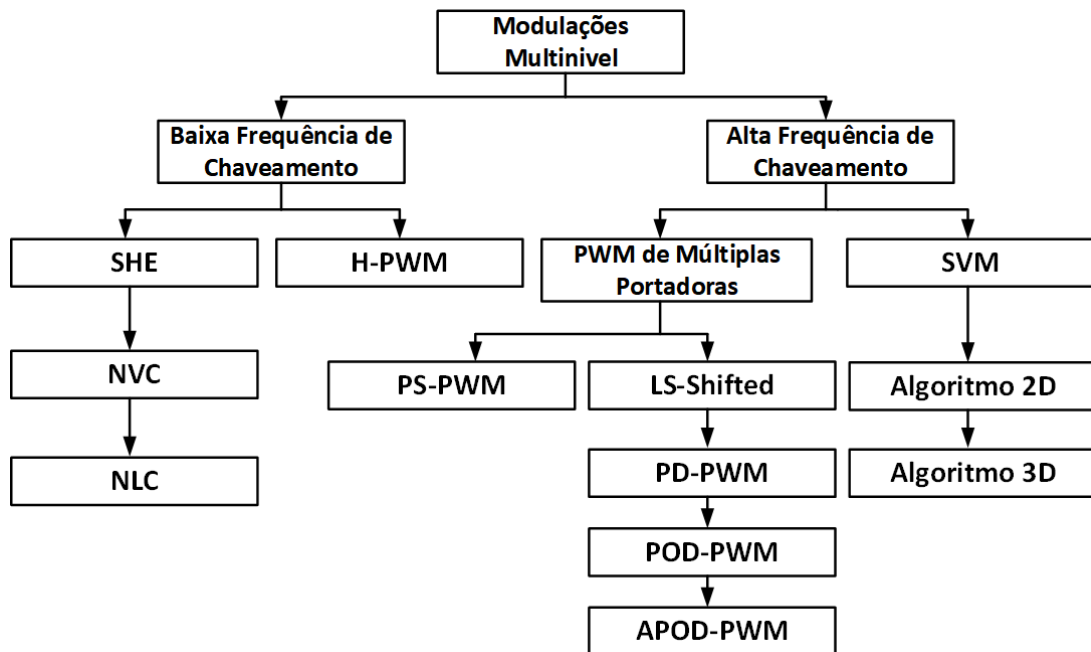 Modulações
Multinivel
Baixa Frequência de
Chaveamento
Alta Frequência de
Chaveamento
SHE
H-PWM
PWM de Múltiplas
Portadoras
SVM
NVC
PS-PWM
LS-Shifted
Algoritmo 2D
NLC
PD-PWM
Algoritmo 3D
POD-PWM
APOD-PWM